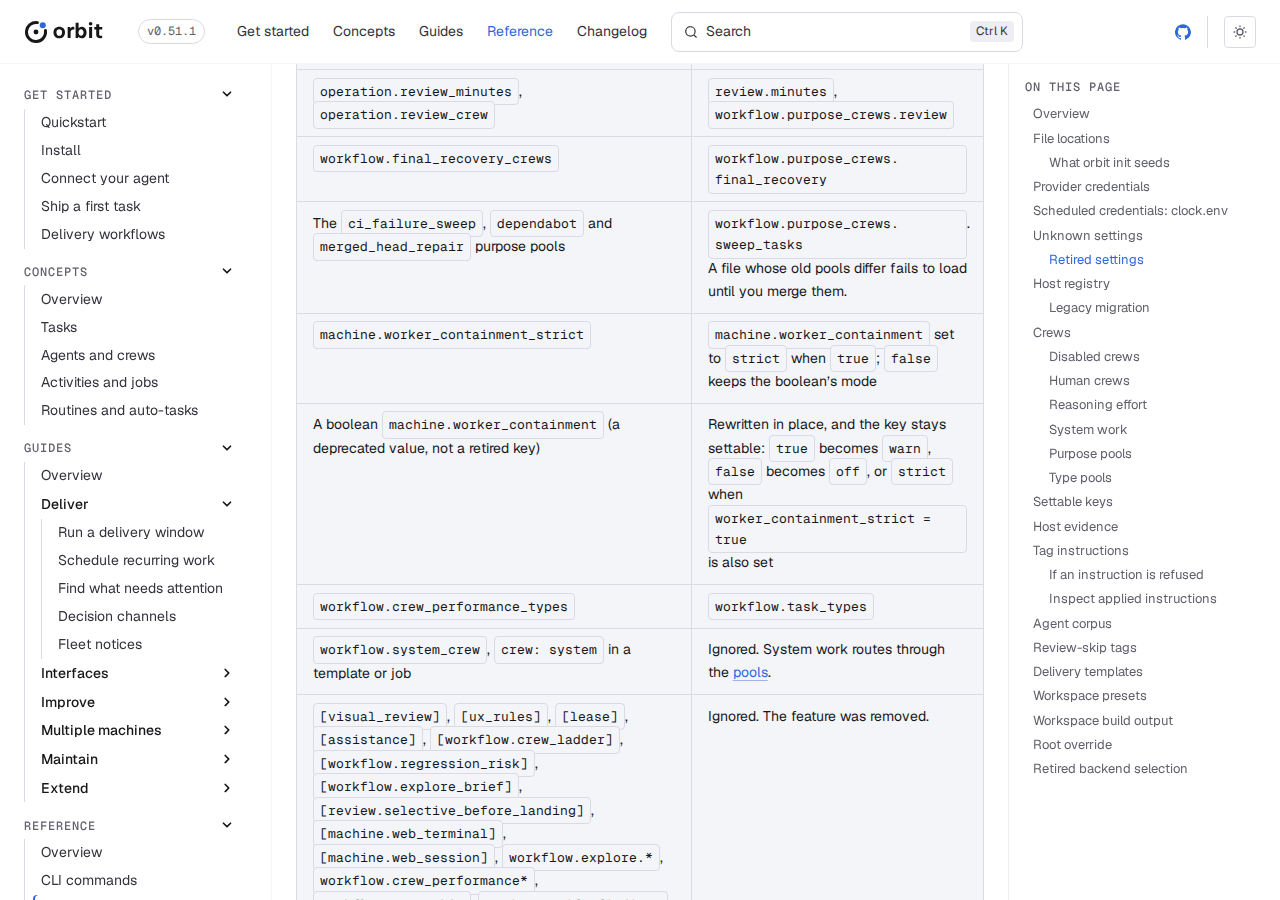 orbit
v0.51.1
Get started
Concepts
Guides
Reference
Changelog
Search
Ctrl K
GET STARTED
Quickstart
Install
Connect your agent
Ship a first task
Delivery workflows
CONCEPTS
Overview
Tasks
Agents and crews
Activities and jobs
Routines and auto-tasks
GUIDES
Overview
Deliver
Run a delivery window
Schedule recurring work
Find what needs attention
Decision channels
Fleet notices
Interfaces
Improve
Multiple machines
Maintain
Extend
REFERENCE
Overview
CLI commands
operation.review_minutes,
operation.review_crew
review.minutes,
workflow.purpose_crews.review
workflow.final_recovery_crews
workflow.purpose_crews.
final_recovery
The ci_failure_sweep, dependabot and
merged_head_repair purpose pools
workflow.purpose_crews.
sweep_tasks.
A file whose old pools differ fails to load
until you merge them.
machine.worker_containment_strict
machine.worker_containment set
to strict when true; false
keeps the boolean's mode
A boolean machine.worker_containment (a
deprecated value, not a retired key)
Rewritten in place, and the key stays
settable: true becomes warn,
false becomes off, or strict
when
worker_containment_strict =
true
is also set
workflow.crew_performance_types
workflow.task_types
workflow.system_crew, crew: system in a
template or job
Ignored. System work routes through
the pools.
[visual_review], [ux_rules], [lease],
[assistance], [workflow.crew_ladder],
[workflow.regression_risk],
[workflow.explore_brief],
[review.selective_before_landing],
[machine.web_terminal],
[machine.web_session], workflow.explore.*,
workflow.crew_performance*,
Ignored. The feature was removed.
ON THIS PAGE
Overview
File locations
What orbit init seeds
Provider credentials
Scheduled credentials: clock.env
Unknown settings
Retired settings
Host registry
Legacy migration
Crews
Disabled crews
Human crews
Reasoning effort
System work
Purpose pools
Type pools
Settable keys
Host evidence
Tag instructions
If an instruction is refused
Inspect applied instructions
Agent corpus
Review-skip tags
Delivery templates
Workspace presets
Workspace build output
Root override
Retired backend selection